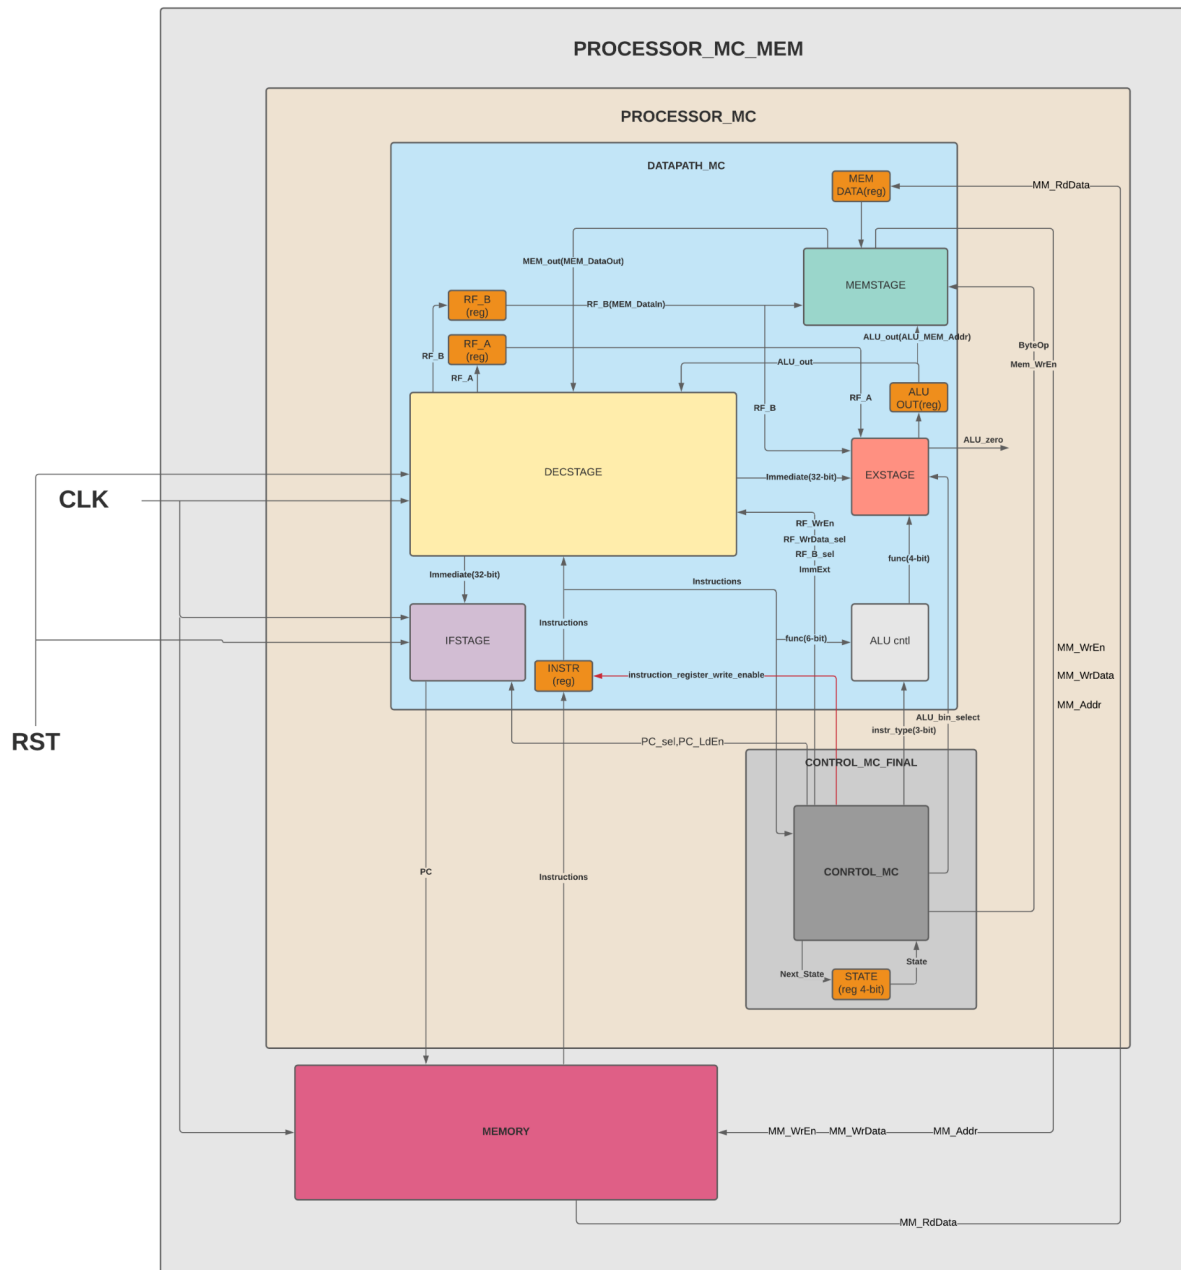 PROCESSOR_MC_MEM
PROCESSOR_MC
DATAPATH_MC
MEM
DATA(reg)
MM_RdData
MEM_out(MEM_DataOut)
MEMSTAGE
RF_B
(reg)
RF_B(MEM_DataIn)
ALU_out(ALU_MEM_Addr)
ByteOp
Mem_WrEn
RF_A
(reg)
RF_B
RF_A
ALU_out
ALU
OUT(reg)
RF_A
RF_B
ALU_zero
DECSTAGE
EXSTAGE
Immediate(32-bit)
CLK
RF_WrEn
RF_WrData_sel
RF_B_sel
ImmExt
func(4-bit)
Immediate(32-bit)
Instructions
Instructions
IFSTAGE
func(6-bit)
ALU cntl
MM_WrEn
MM_WrData
MM_Addr
INSTR
(reg)
instruction_register_write_enable
RST
ALU_bin_select
instr_type(3-bit)
PC_sel,PC_LdEn
CONTROL_MC_FINAL
PC
Instructions
CONRTOL_MC
Next_State
State
STATE
(reg 4-bit)
MEMORY
MM_WrEn
MM_WrData
MM_Addr
MM_RdData